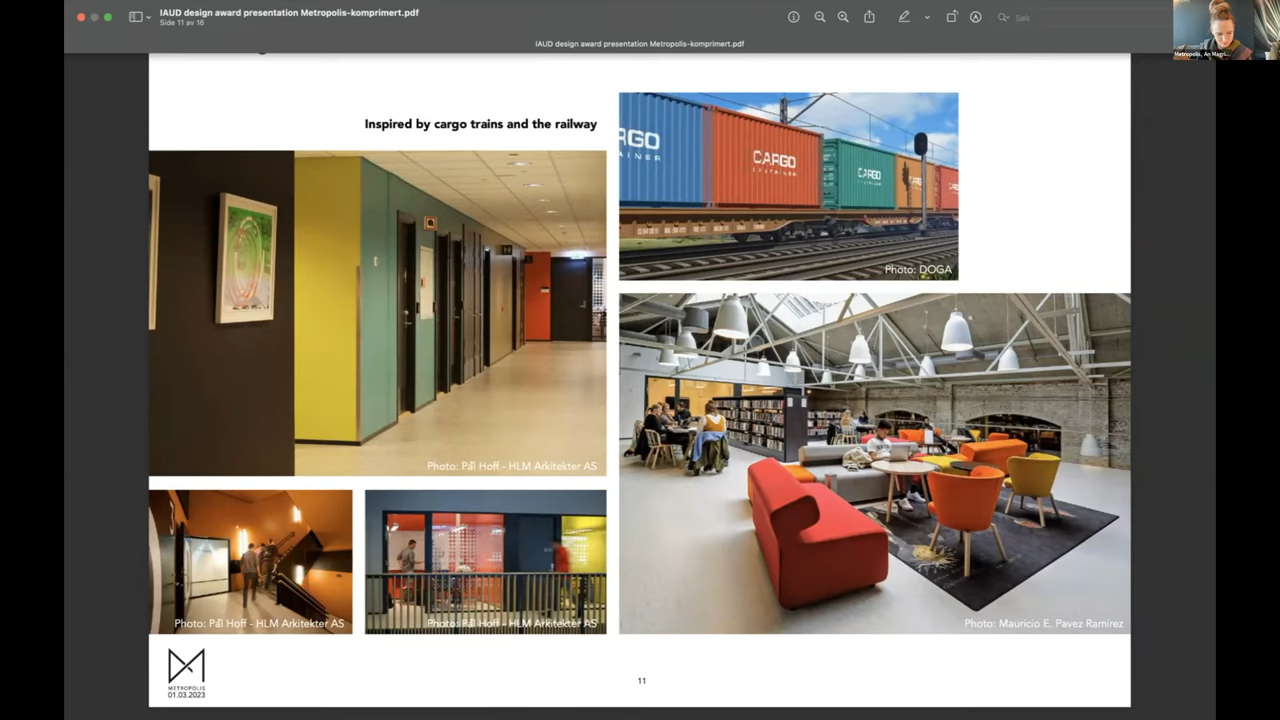 IAUD design award presentation Metropolis-komprimert.pdf
Side 11 av 16
Søk
IAUD design award presentation Metropolis-komprimert.pdf
Inspired by cargo trains and the railway
CARGO
CARGO
Photo: DOGA
Photo: Pål Hoff - HLM Arkitekter AS
Photo: Pål Hoff - HLM Arkitekter AS
Photo: Pål Hoff - HLM Arkitekter AS
Photo: Mauricio E. Pavez Ramirez
METROPOLIS
01.03.2023
11